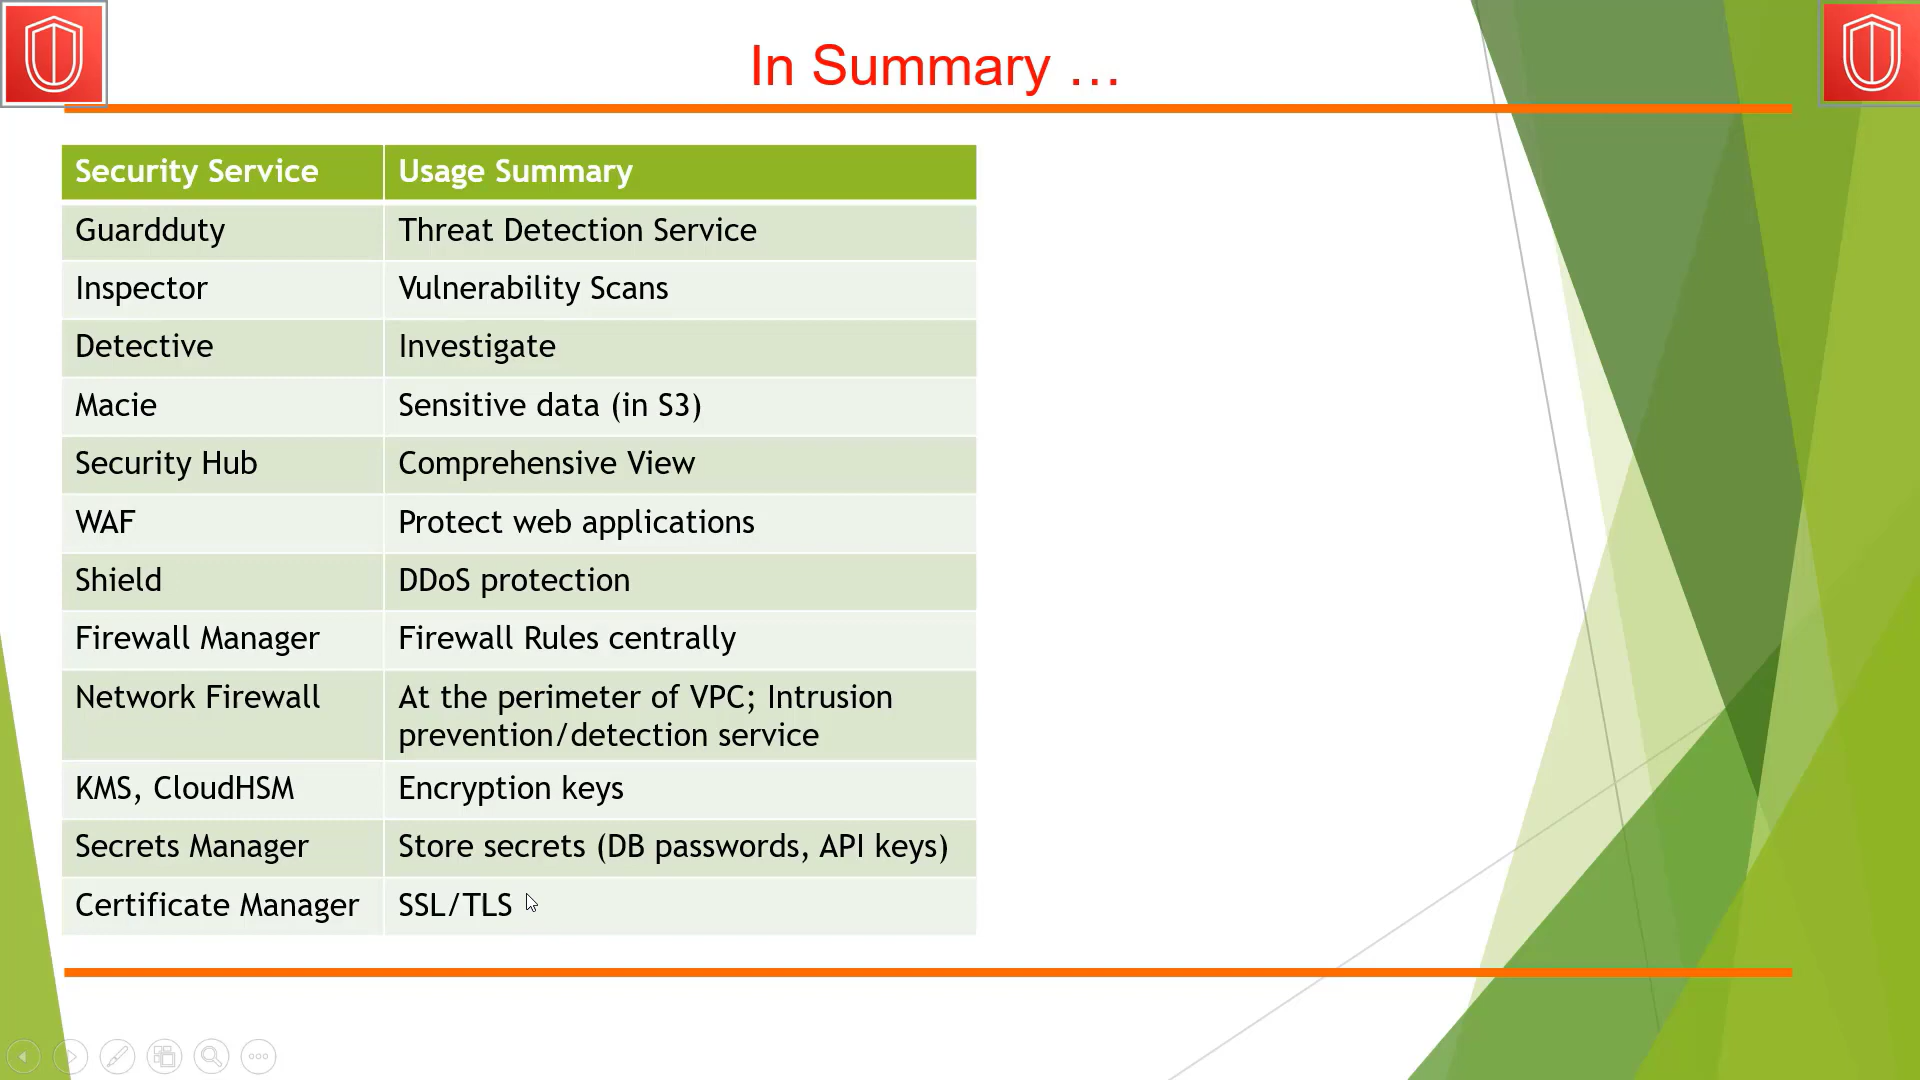 In Summary …
Security Service Usage Summary
Guardduty Threat Detection Service
Inspector Vulnerability Scans
Detective Investigate
Macie Sensitive data (in S3)
Security Hub Comprehensive View
WAF Protect web applications
Shield DDoS protection
Firewall Manager Firewall Rules centrally
Network Firewall At the perimeter of VPC; Intrusion
prevention/detection service
KMS, CloudHSM Encryption keys
Secrets Manager Store secrets (DB passwords, API keys)
Certificate Manager SSL/TLS